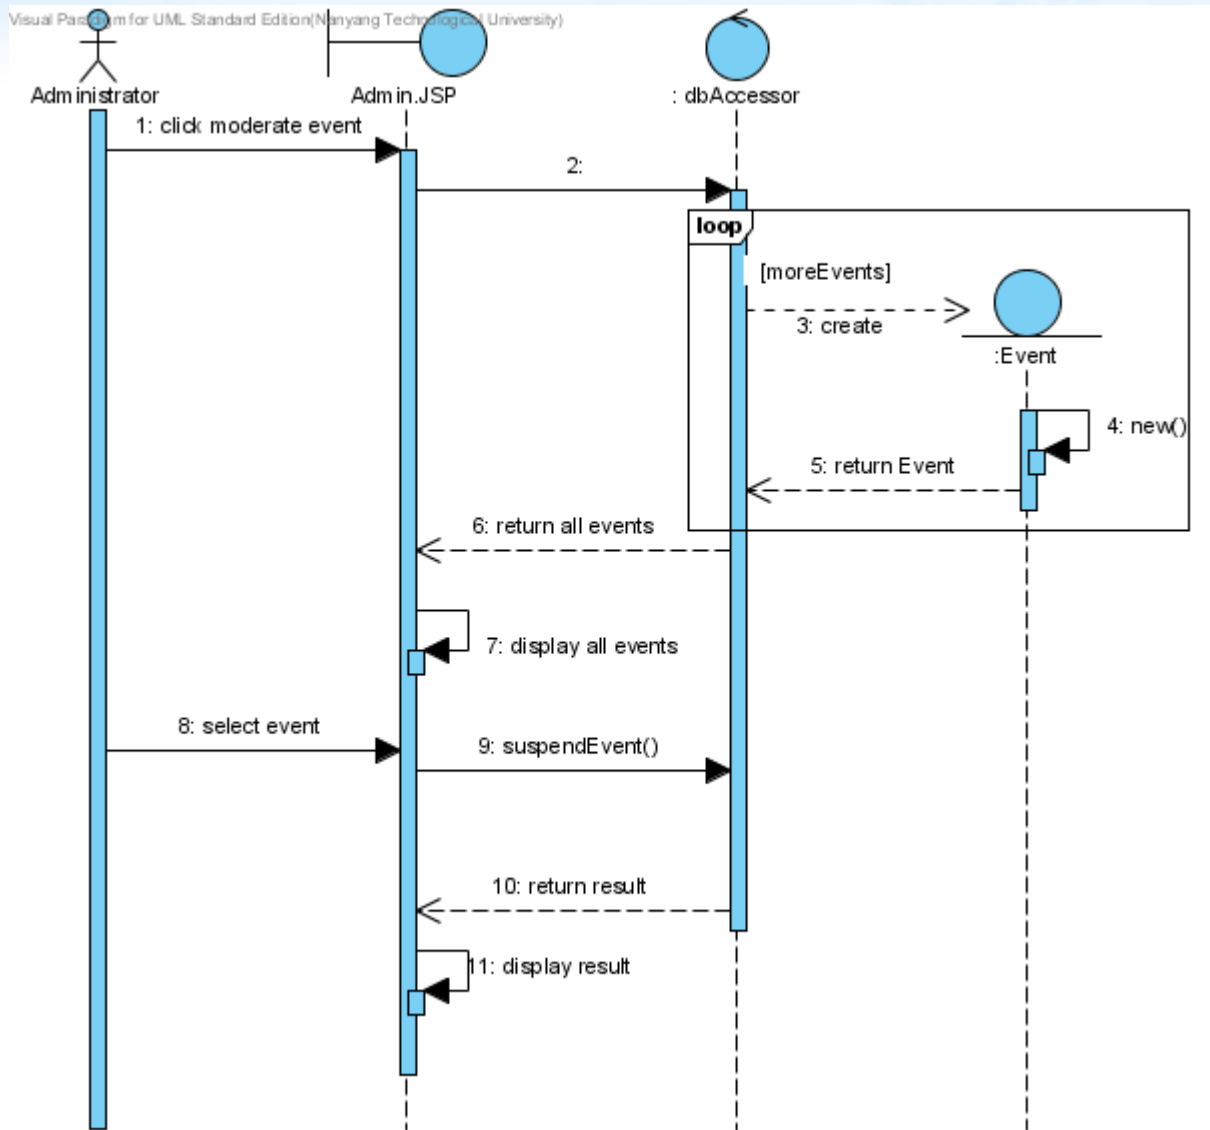 Visual Paradigm for UML Standard Edition(Nanyang Technological University)
Administrator
Admin.JSP
: dbAccessor
1: click moderate event
2:
loop
[moreEvents]
3: create
:Event
4: new()
5: return Event
6: return all events
7: display all events
8: select event
9: suspendEvent()
10: return result
11: display result